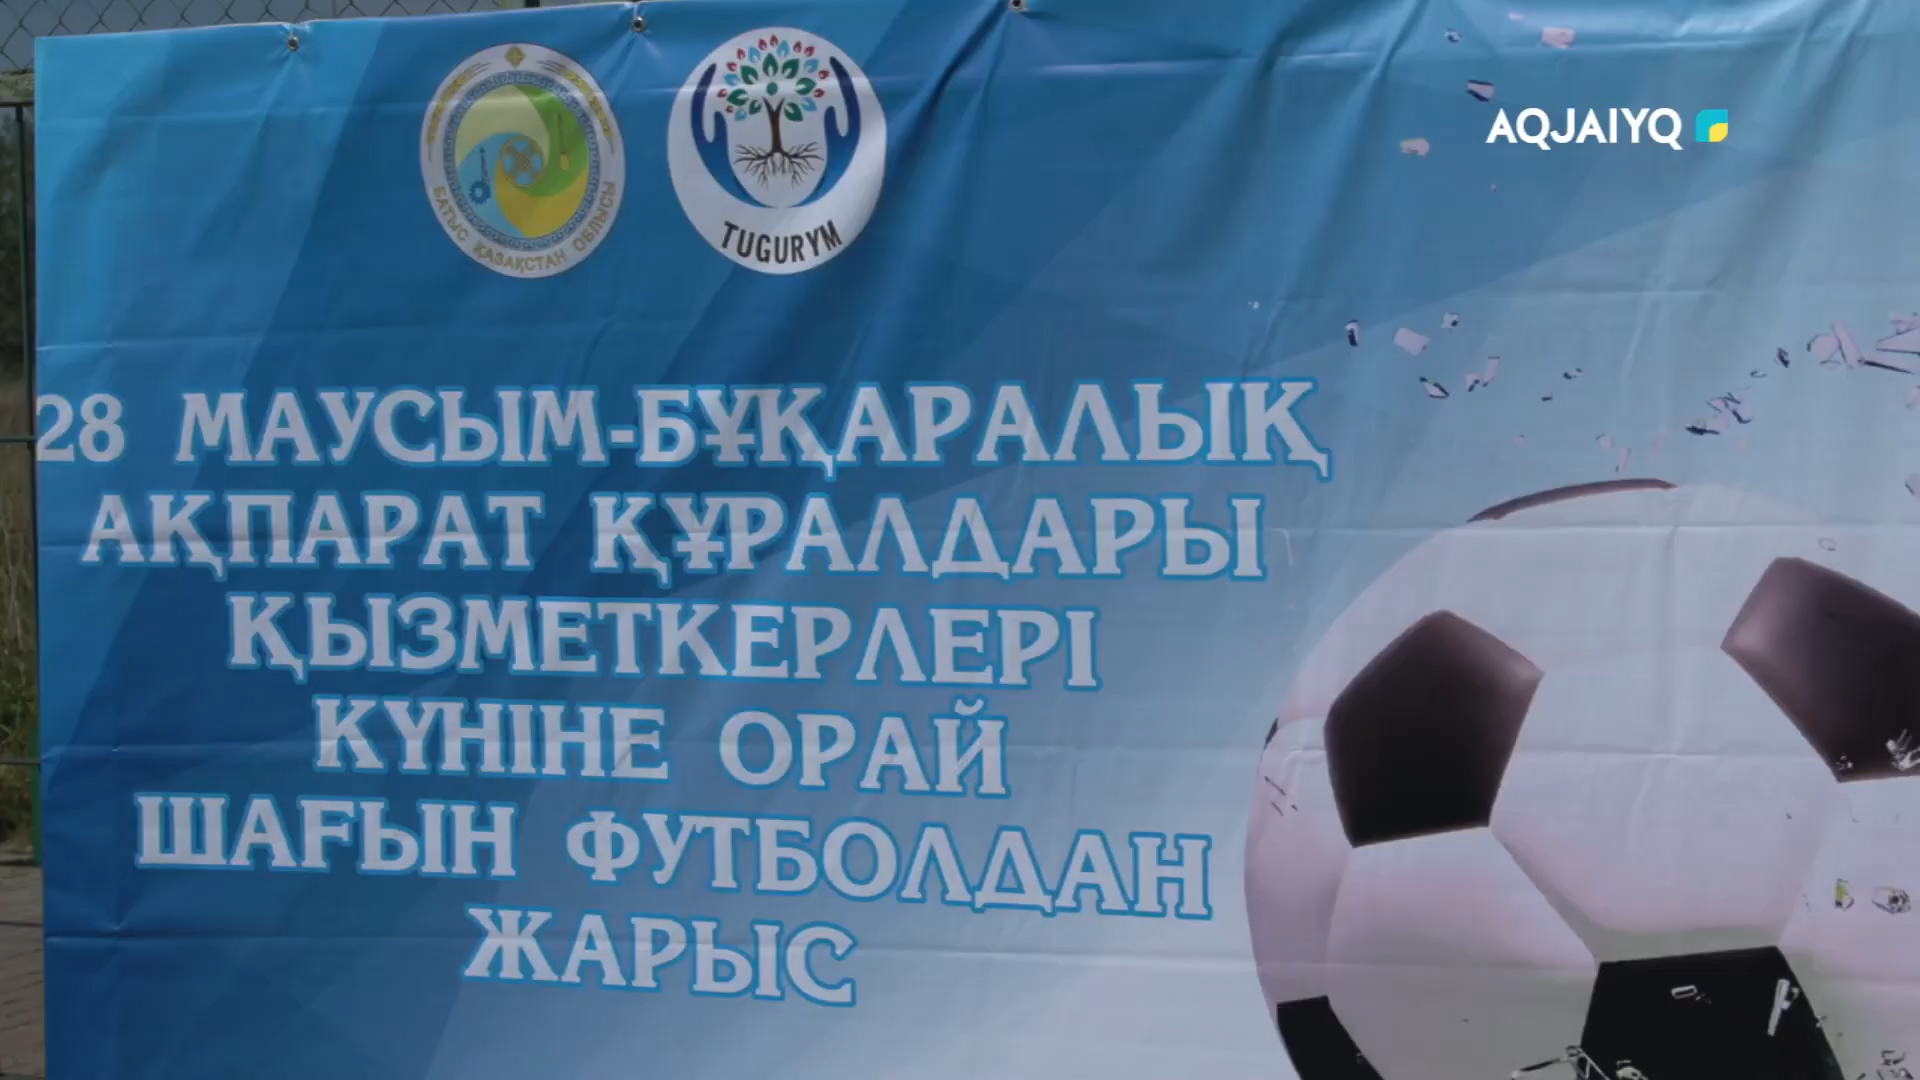 AQJAIYQ
БАТЫС ҚАЗАҚСТАН ОБЛЫСЫ
TUGURYM
28 МАУСЫМ-БҰҚАРАЛЫҚ
АҚПАРАТ ҚҰРАЛДАРЫ
ҚЫЗМЕТКЕРЛЕРІ
КҮНІНЕ ОРАЙ
ШАҒЫН ФУТБОЛДАН
ЖАРЫС